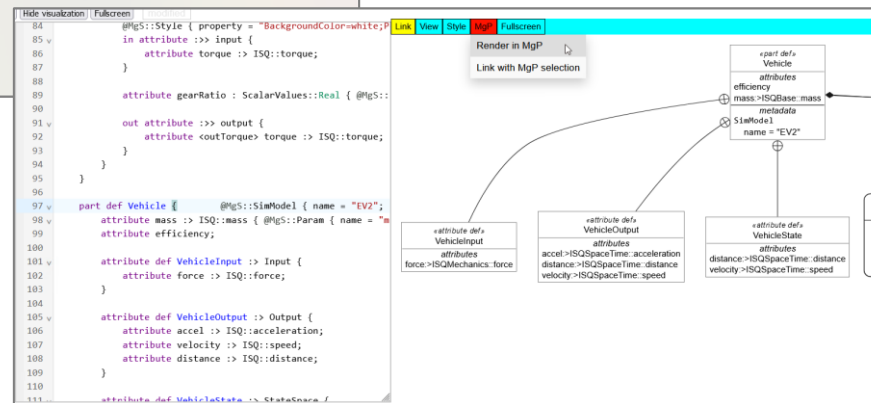 Hide visualization Fullscreen
84 @MgS::Style { property = "BackgroundColor=white;P
85 in attribute :>> input {
86 attribute torque :> ISQ::torque;
87 }
88
89 attribute gearRatio : ScalarValues::Real { @MgS::
90
91 out attribute :>> output {
92 attribute <outTorque> torque :> ISQ::torque;
93 }
94 }
95 }
96
97 part def Vehicle { @MgS::SimModel { name = "EV2";
98 attribute mass :> ISQ::mass { @MgS::Param { name = "m
99 attribute efficiency;
100
101 attribute def VehicleInput :> Input {
102 attribute force :> ISQ::force;
103 }
104
105 attribute def VehicleOutput :> Output {
106 attribute accel :> ISQ::acceleration;
107 attribute velocity :> ISQ::speed;
108 attribute distance :> ISQ::distance;
109 }
110
111 attribute def VehicleState :> StateSpace {
Link View Style MgP Fullscreen
Render in MgP
Link with MgP selection
«part def»
Vehicle
attributes
efficiency
mass:>ISQBase::mass
metadata
SimModel
name = "EV2"
«attribute def»
VehicleInput
attributes
force:>ISQMechanics::force
«attribute def»
VehicleOutput
attributes
accel:>ISQSpaceTime::acceleration
distance:>ISQSpaceTime::distance
velocity:>ISQSpaceTime::speed
«attribute def»
VehicleState
attributes
distance:>ISQSpaceTime::distance
velocity:>ISQSpaceTime::speed